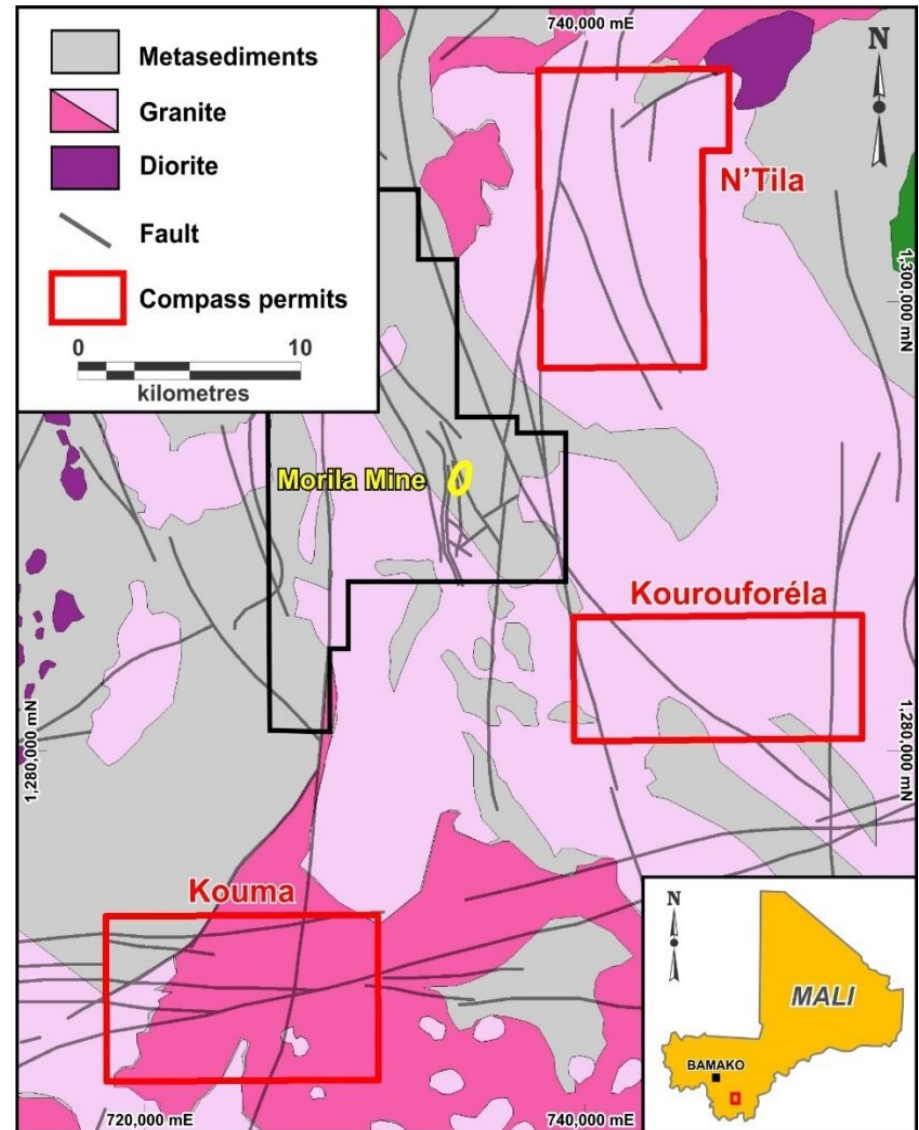 740,000 mE
Metasediments
Granite
Diorite
Fault
Compass permits
0 10
kilometres
N
N'Tila
1,300,000 mN
Morila Mine
Kourouforéla
1,280,000 mN
1,280,000 mN
Kouma
N
MALI
BAMAKO
720,000 mE
740,000 mE